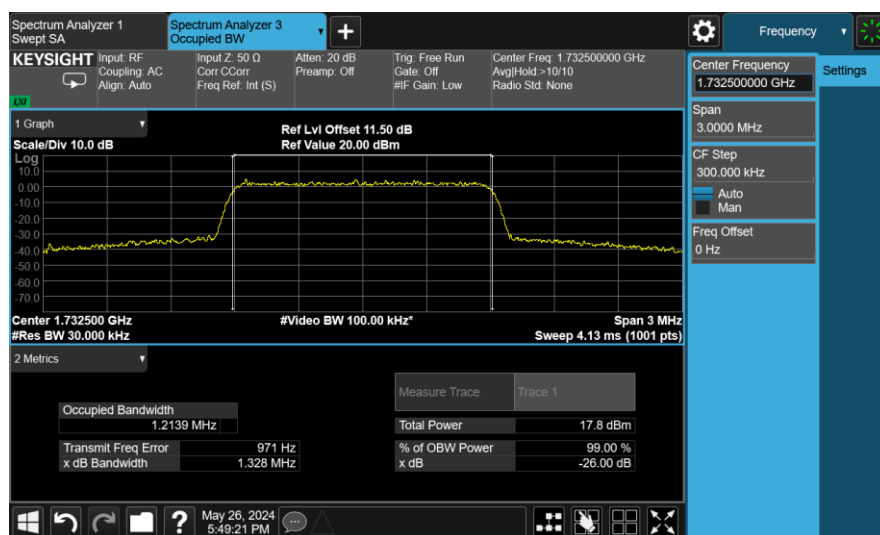 Spectrum Analyzer 1
Swept SA
Spectrum Analyzer 3
Occupied BW
Frequency
KEYSIGHT
Input: RF
Coupling: AC
Align: Auto
Input Z: 50 Ω
Corr CCorr
Freq Ref: Int (S)
Atten: 20 dB
Preamp: Off
Trig: Free Run
Gate: Off
#IF Gain: Low
Center Freq: 1.732500000 GHz
Avg|Hold:>10/10
Radio Std: None
LXI
Center Frequency
1.732500000 GHz
Settings
Span
3.0000 MHz
CF Step
300.000 kHz
Auto
Man
Freq Offset
0 Hz
1 Graph
Scale/Div 10.0 dB
Ref Lvl Offset 11.50 dB
Ref Value 20.00 dBm
Log
10.0
0.00
-10.0
-20.0
-30.0
-40.0
-50.0
-60.0
-70.0
Center 1.732500 GHz
#Video BW 100.00 kHz*
Span 3 MHz
#Res BW 30.000 kHz
Sweep 4.13 ms (1001 pts)
2 Metrics
Measure Trace
Trace 1
Occupied Bandwidth
1.2139 MHz
Total Power
17.8 dBm
Transmit Freq Error
971 Hz
% of OBW Power
99.00 %
x dB Bandwidth
1.328 MHz
x dB
-26.00 dB
May 26, 2024
5:49:21 PM